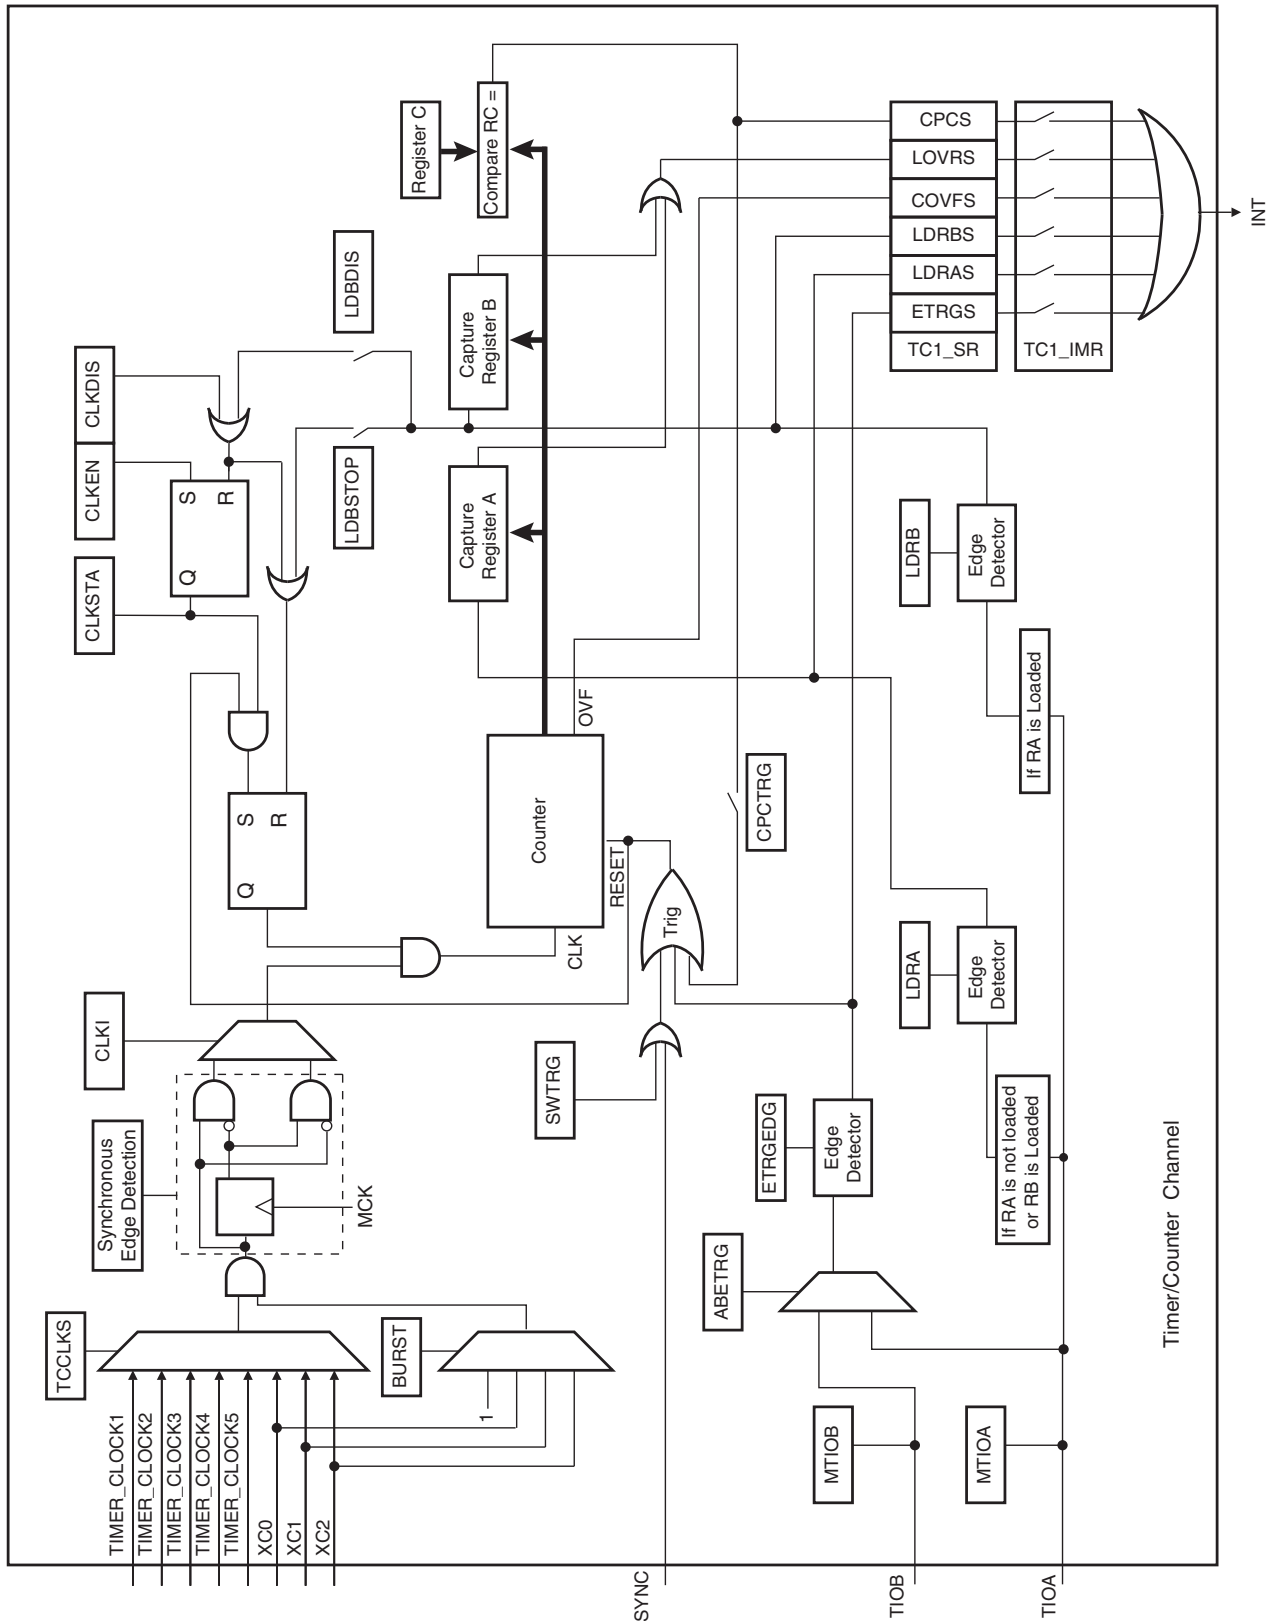 TCCLKS
TIMER_CLOCK1
TIMER_CLOCK2
TIMER_CLOCK3
TIMER_CLOCK4
TIMER_CLOCK5
XC0
XC1
XC2
BURST
1
Synchronous
Edge Detection
MCK
CLKI
CLKSTA
CLKEN
CLKDIS
Q
S
R
Q
S
R
LDBSTOP
LDBDIS
CLK
Counter
RESET
OVF
Capture
Register A
Capture
Register B
Register C
Compare RC =
SWTRG
SYNC
Trig
CPCTRG
ABETRG
ETRGEDG
Edge
Detector
MTIOB
TIOB
MTIOA
TIOA
LDRA
Edge
Detector
If RA is not loaded
or RB is Loaded
LDRB
Edge
Detector
If RA is Loaded
CPCS
LOVRS
COVFS
LDRBS
LDRAS
ETRGS
TC1_SR
TC1_IMR
INT
Timer/Counter Channel